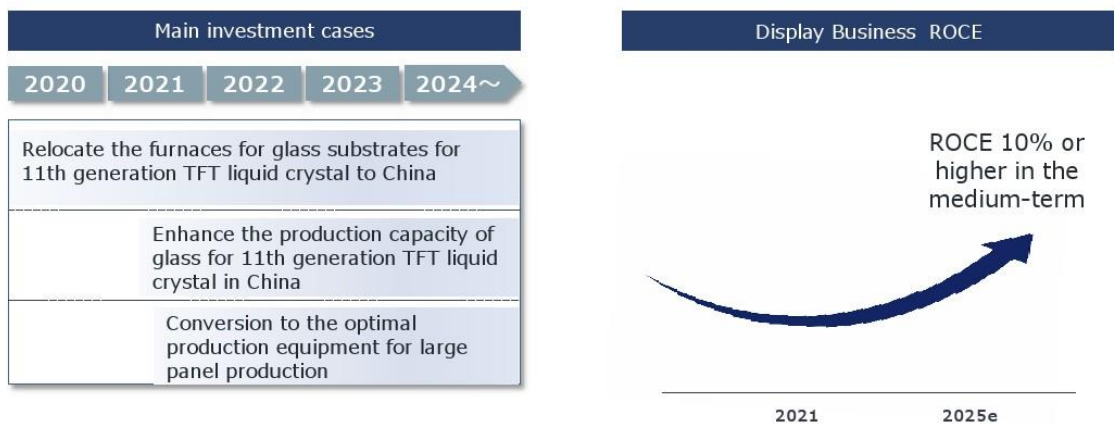 Main investment cases
2020 2021 2022 2023 2024～
Relocate the furnaces for glass substrates for
11th generation TFT liquid crystal to China
Enhance the production capacity of
glass for 11th generation TFT liquid
crystal in China
Conversion to the optimal
production equipment for large
panel production
Display Business ROCE
ROCE 10% or
higher in the
medium-term
2021 2025e